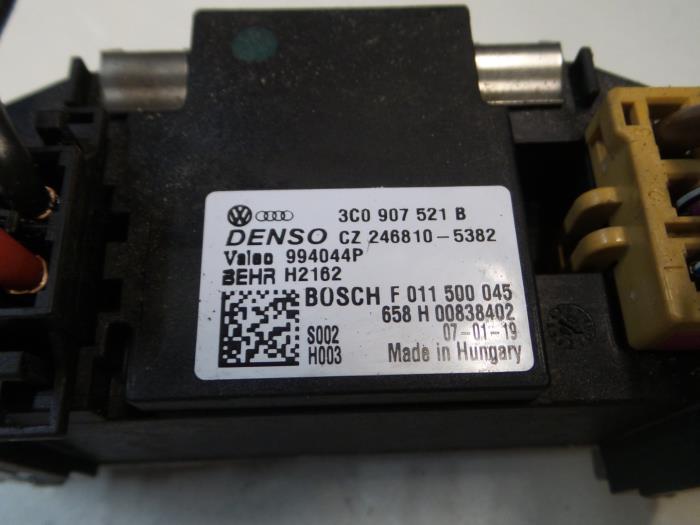 3C0 907 521 B
DENSO CZ 246810-5382
Valeo 994044P
BEHR H2162
BOSCH F 011 500 045
658 H 00838402
S002 07-01-19
H003 Made in Hungary